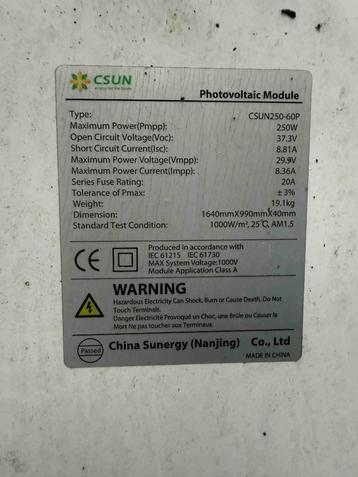 CSUN
Photovoltaic Module
Type: CSUN250-60P
Maximum Power(Pmpp): 250W
Open Circuit Voltage(Voc): 37.3V
Short Circuit Current(Isc): 8.81A
Maximum Voltage(Vmpp): 29.9V
Maximum Power Current(Impp): 8.36A
Series Fuse Rating: 20A
Tolerance of Pmax: ± 3%
Weight: 19.1kg
Dimension: 1640mmX990mmX40mm
Standard Test Condition: 1000W/m², 25℃, AM1.5
CE
Produced in accordance with
IEC 61215 IEC 61730
MAX System Voltage:1000V
Module Application Class A
WARNING
Hazardous Electricity Can Shock, Burn or Cause Death. Do Not
Touch Terminals.
Danger Electricité Provoqué un Choc, une Brûle ou Causer la
Mort Ne pas toucher aux Terminaux.
Passed
China Sunergy (Nanjing) Co., Ltd
MADE IN CHINA